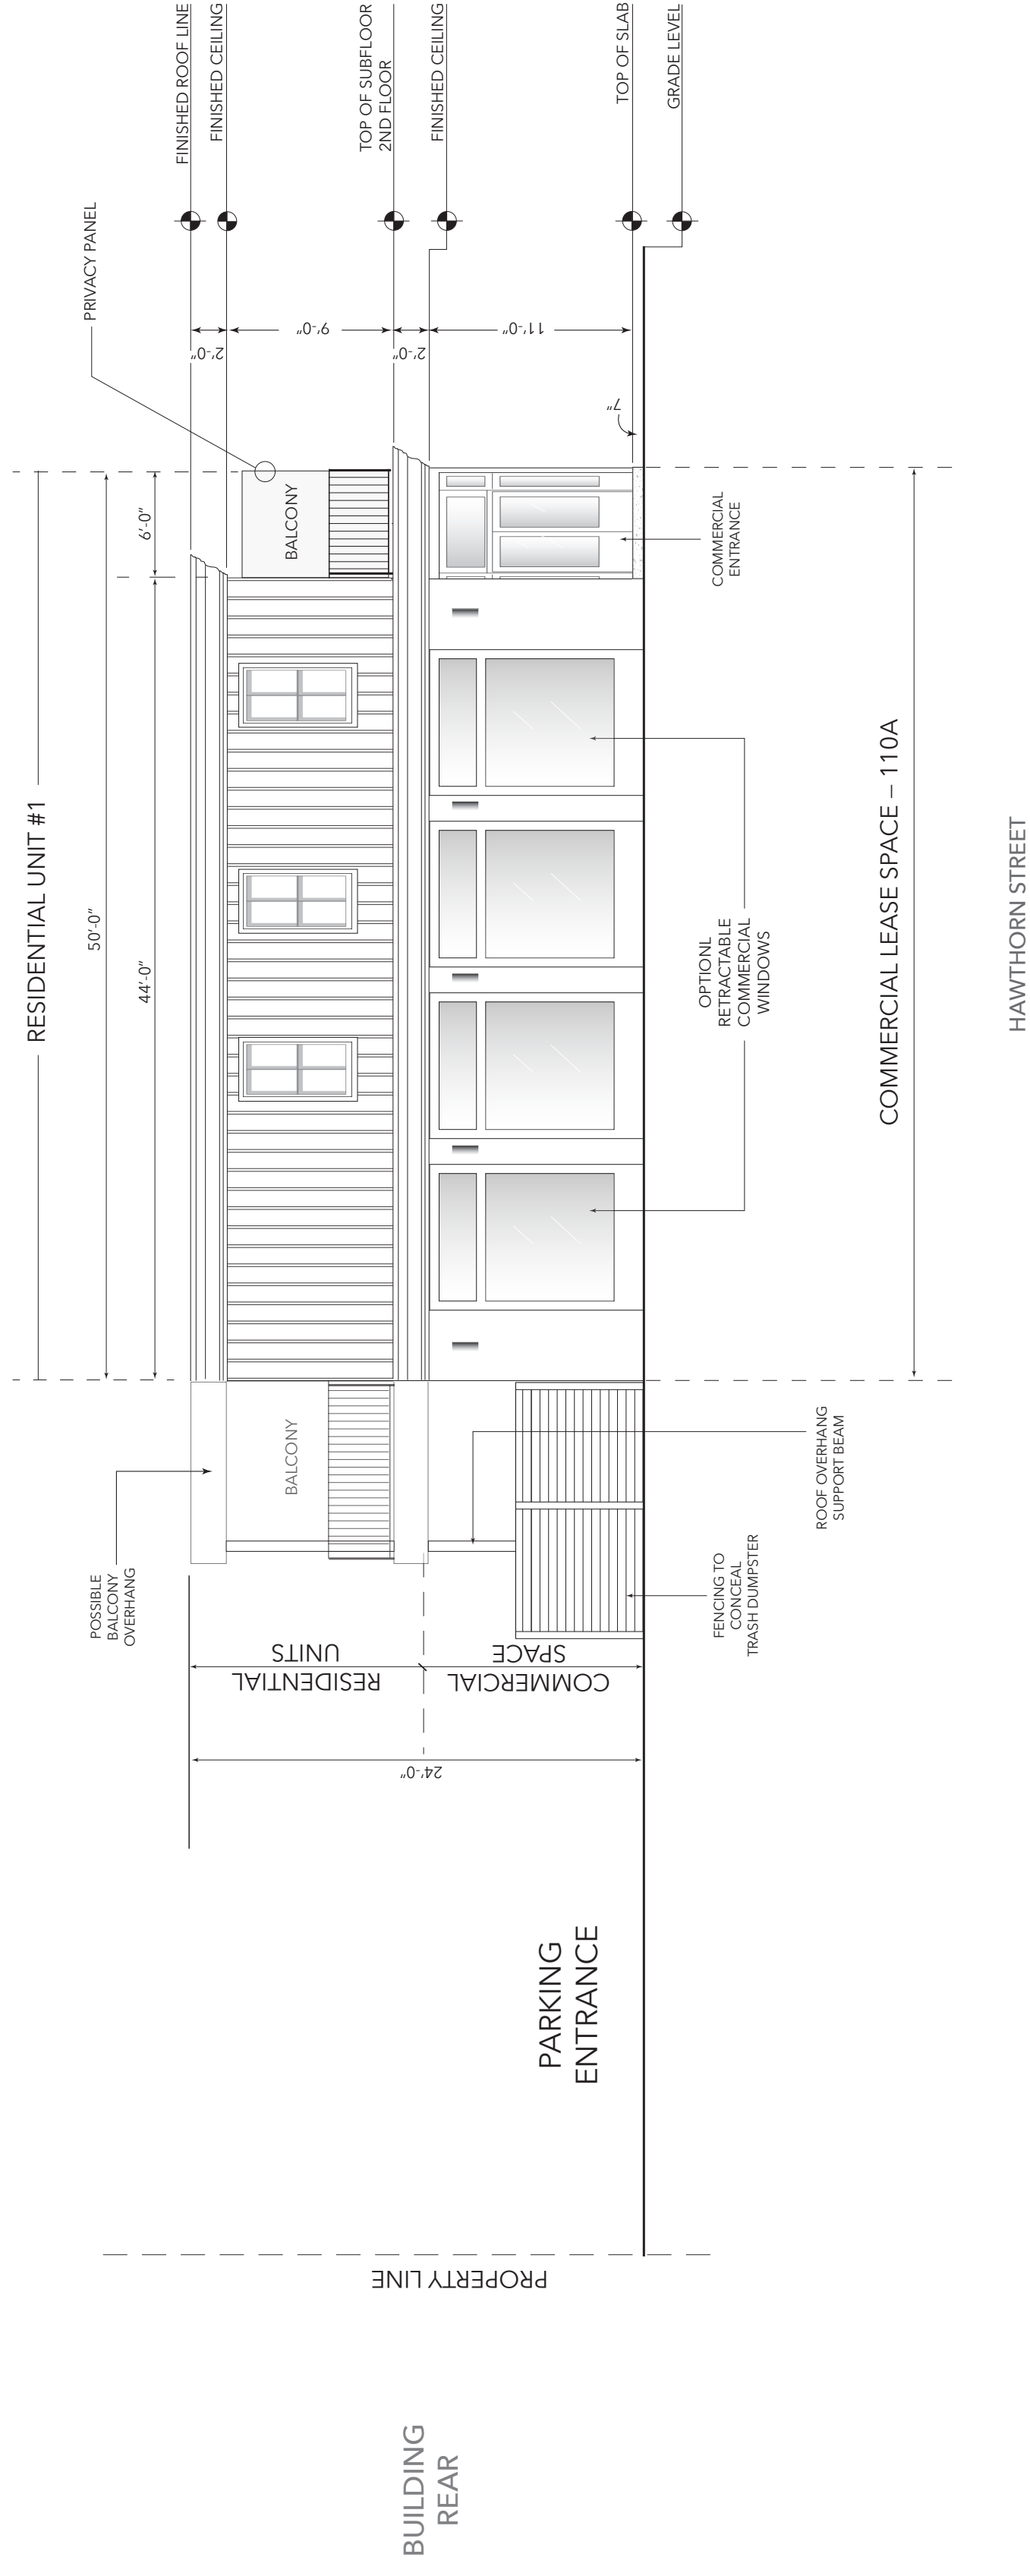 RESIDENTIAL UNIT #1
50'-0"
44'-0"
6'-0"
PRIVACY PANEL
FINISHED ROOF LINE
FINISHED CEILING
TOP OF SUBFLOOR
2ND FLOOR
FINISHED CEILING
TOP OF SLAB
GRADE LEVEL
2'-0"
9'-0"
2'-0"
11'-0"
7"
BALCONY
BALCONY
POSSIBLE
BALCONY
OVERHANG
RESIDENTIAL
UNITS
COMMERCIAL
SPACE
24'-0"
PARKING
ENTRANCE
PROPERTY LINE
BUILDING
REAR
FENCING TO
CONCEAL
TRASH DUMPSTER
ROOF OVERHANG
SUPPORT BEAM
OPTIONL
RETRACTABLE
COMMERCIAL
WINDOWS
COMMERCIAL
ENTRANCE
COMMERCIAL LEASE SPACE – 110A
HAWTHORN STREET